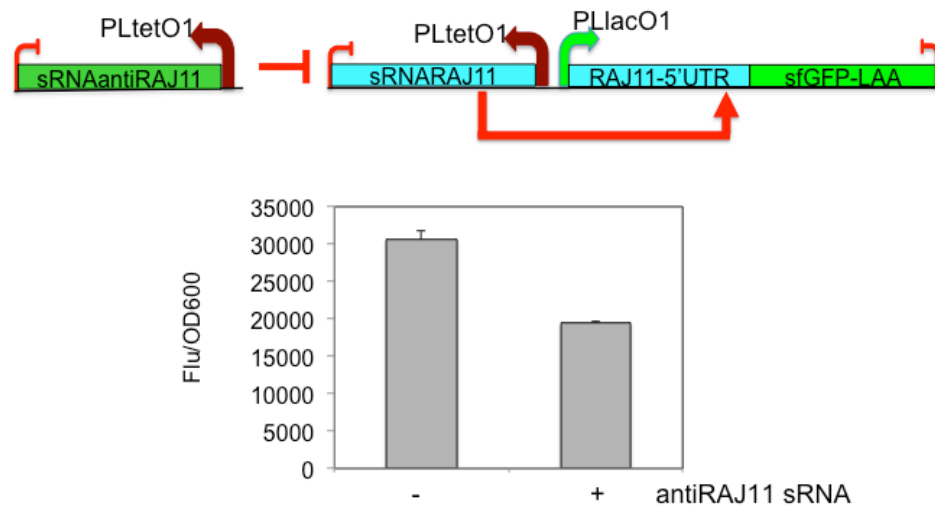 PLtetO1
PLtetO1
PLlacO1
sRNAantiRAJ11
sRNARAJ11
RAJ11-5'UTR
sfGFP-LAA
35000
30000
25000
20000
15000
10000
5000
0
Flu/OD600
- + antiRAJ11 sRNA